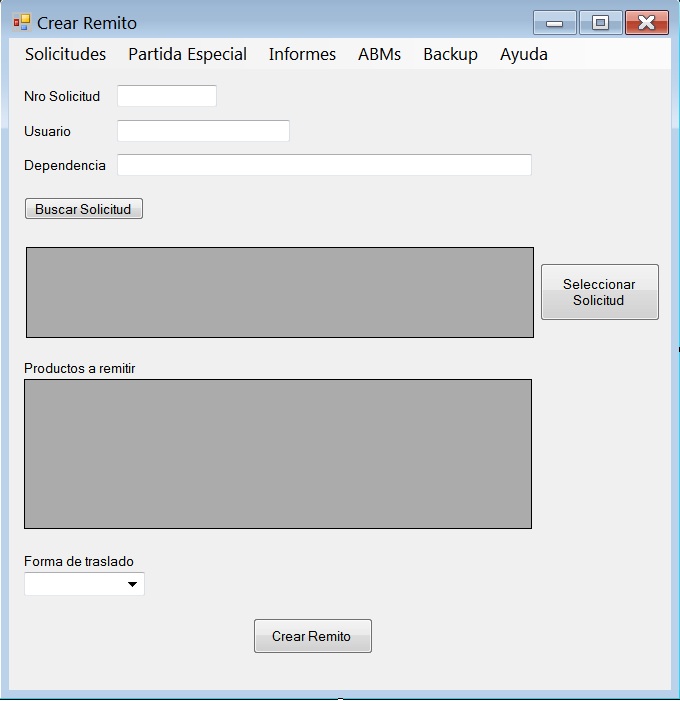 Crear Remito
Solicitudes Partida Especial Informes ABMs Backup Ayuda
Nro Solicitud
Usuario
Dependencia
Buscar Solicitud
Seleccionar
Solicitud
Productos a remitir
Forma de traslado
Crear Remito